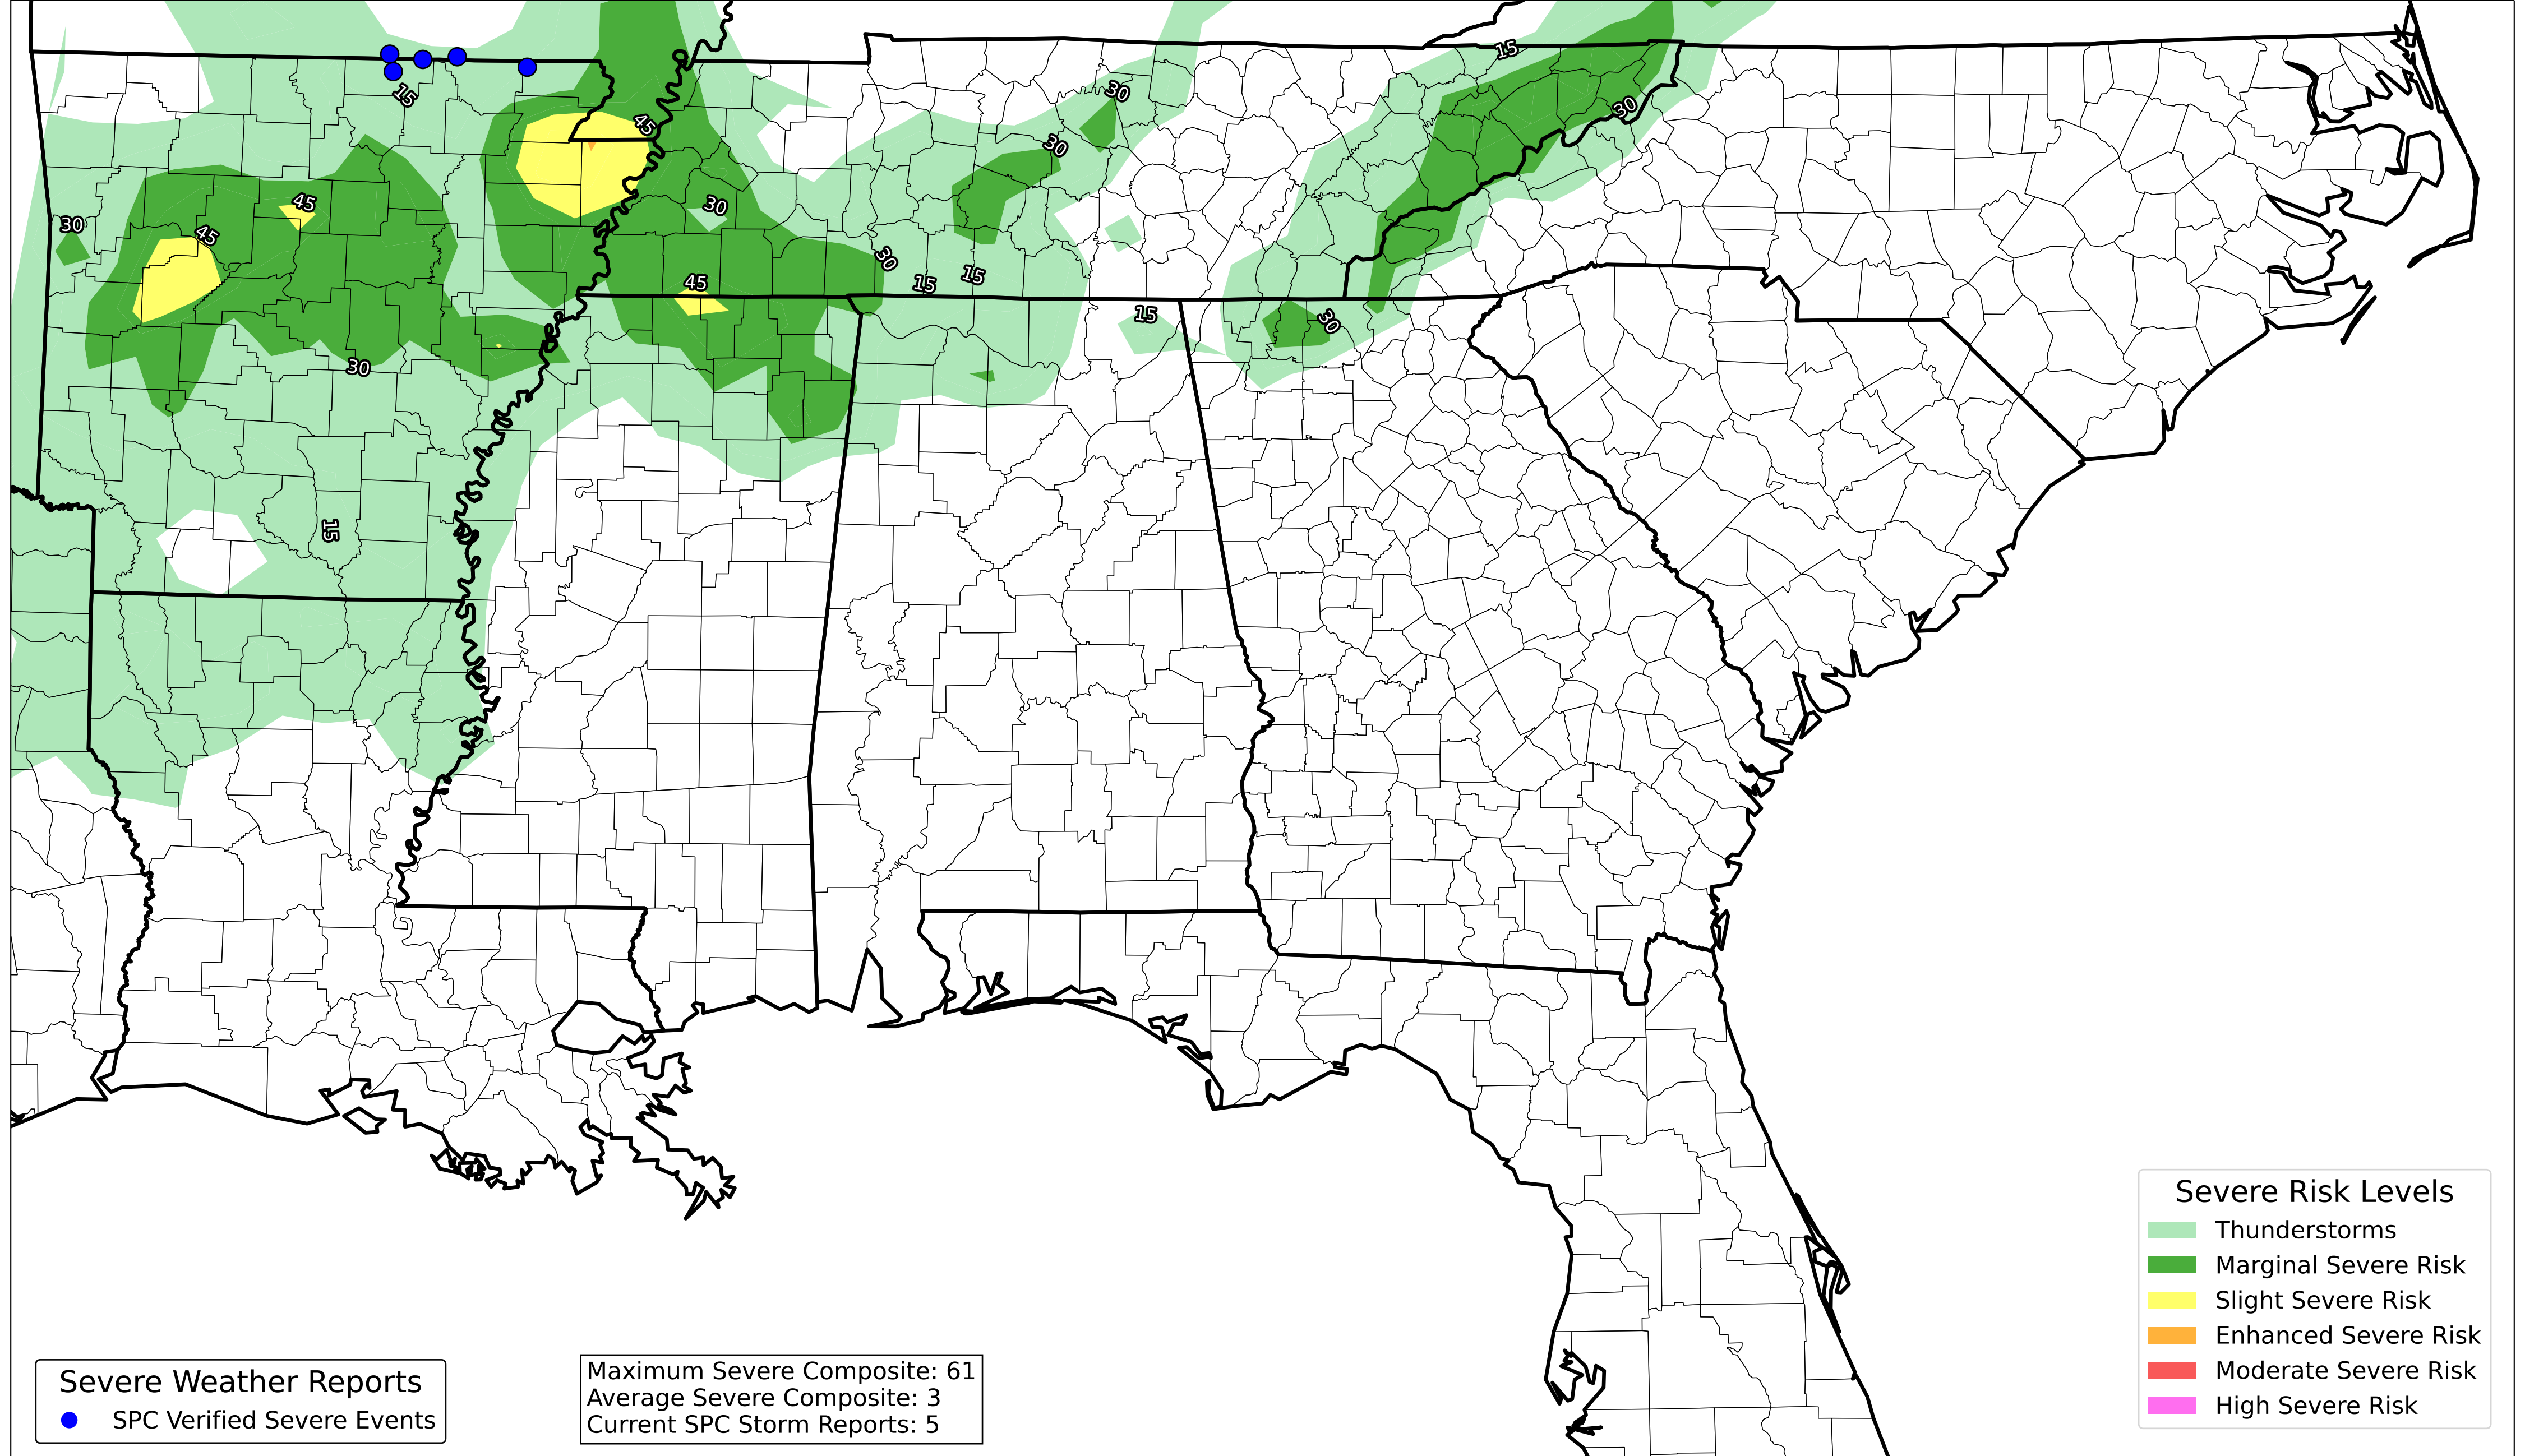 15
30
15
30
45
30
30
45
30
45
30
15
15
45
15
30
30
15
Severe Risk Levels
Thunderstorms
Marginal Severe Risk
Slight Severe Risk
Enhanced Severe Risk
Moderate Severe Risk
High Severe Risk
Severe Weather Reports
SPC Verified Severe Events
Maximum Severe Composite: 61
Average Severe Composite: 3
Current SPC Storm Reports: 5